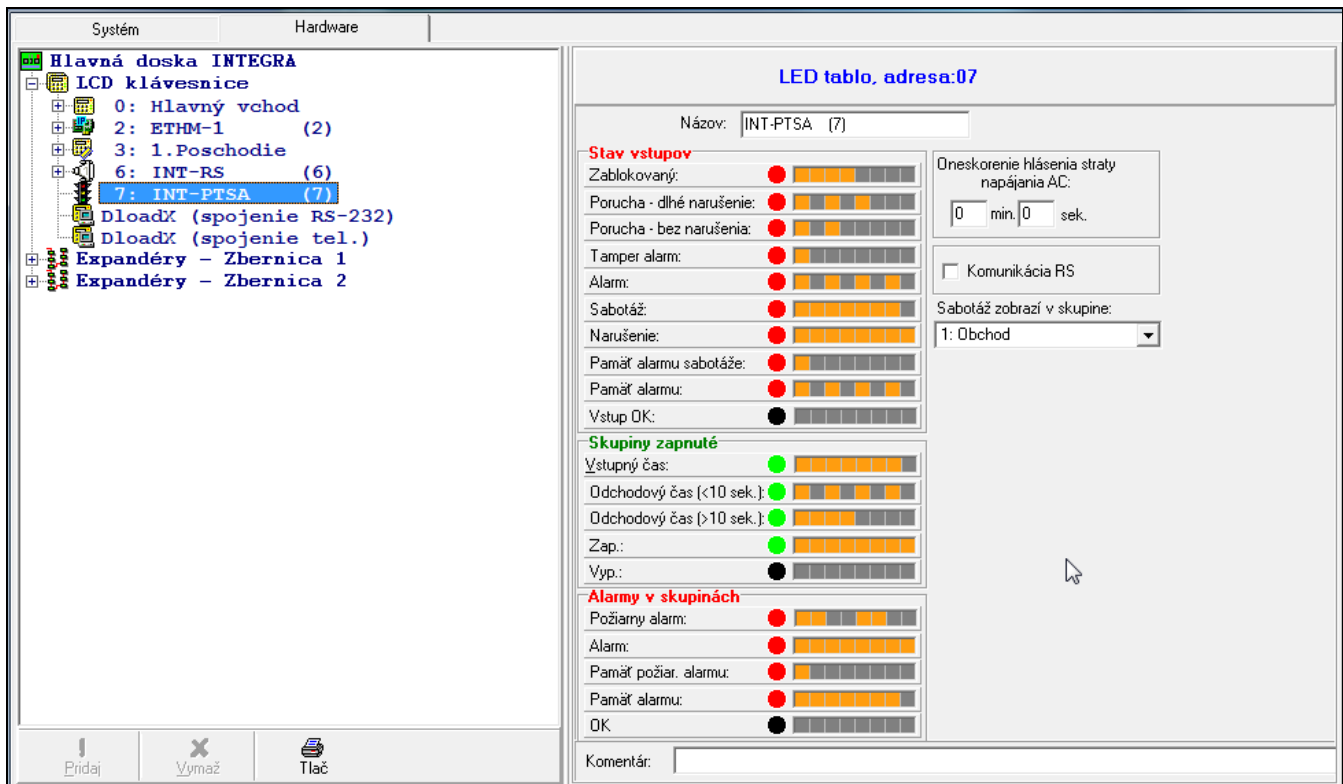 Systém
Hardware
Hlavná doska INTEGRA
LCD klávesnice
0: Hlavný vchod
2: ETHM-1 (2)
3: 1.Poschodie
6: INT-RS (6)
7: INT-PTSA (7)
DloadX (spojenie RS-232)
DloadX (spojenie tel.)
Expandéry – Zbernica 1
Expandéry – Zbernica 2
Pridaj
Vymaž
Tlač
LED tablo, adresa:07
Názov: INT-PTSA (7)
Stav vstupov
Zablokovaný:
Porucha - dlhé narušenie:
Porucha - bez narušenia:
Tamper alarm:
Alarm:
Sabotáž:
Narušenie:
Pamäť alarmu sabotáže:
Pamäť alarmu:
Vstup OK:
Skupiny zapnuté
Vstupný čas:
Odchodový čas (<10 sek.):
Odchodový čas (>10 sek.):
Zap.:
Vyp.:
Alarmy v skupinách
Požiarny alarm:
Alarm:
Pamäť požiar. alarmu:
Pamäť alarmu:
OK
Oneskorenie hlásenia straty
napájania AC:
0 min. 0 sek.
Komunikácia RS
Sabotáž zobrazí v skupine:
1: Obchod
Komentár: